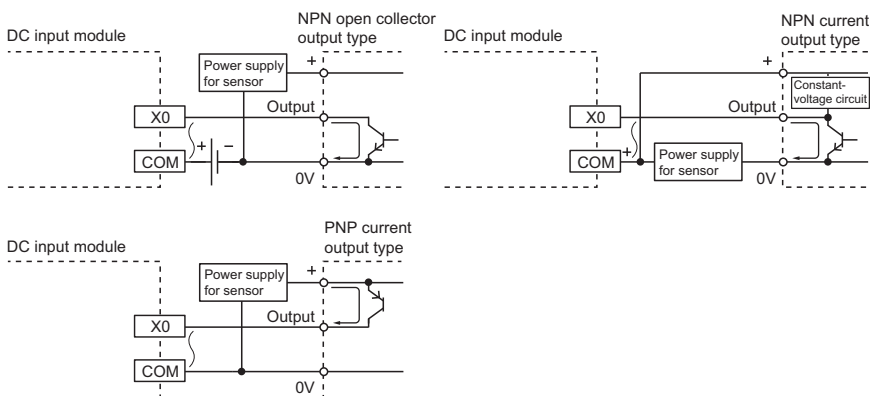 NPN open collector
output type
DC input module
Power supply
for sensor
+
Output
X0
+
−
COM
0V
NPN current
output type
DC input module
+
Constant-
voltage circuit
Output
X0
COM
+
Power supply
for sensor
0V
PNP current
output type
DC input module
Power supply
for sensor
+
Output
X0
COM
0V